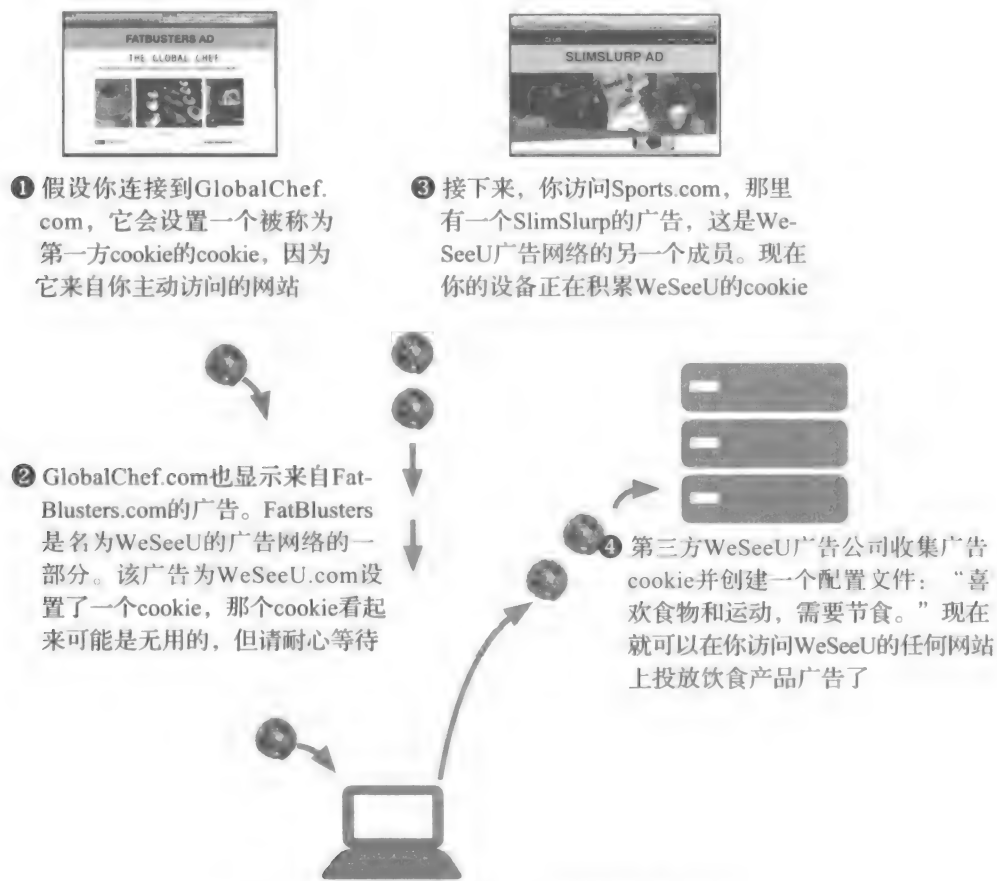 FATBUSTERS AD
THE GLOBAL CHEF
❶ 假设你连接到GlobalChef.
com，它会设置一个被称为
第一方cookie的cookie，因为
它来自你主动访问的网站
❷ GlobalChef.com也显示来自Fat-
Blusters.com的广告。FatBlusters
是名为WeSeeU的广告网络的一
部分。该广告为WeSeeU.com设
置了一个cookie，那个cookie看起
来可能是无用的，但请耐心等待
SLIMSLURP AD
❸ 接下来，你访问Sports.com，那里
有一个SlimSlurp的广告，这是We-
SeeU广告网络的另一个成员。现在
你的设备正在积累WeSeeU的cookie
❹ 第三方WeSeeU广告公司收集广告
cookie并创建一个配置文件：“喜
欢食物和运动，需要节食。”现在
就可以在你访问WeSeeU的任何网站
上投放饮食产品广告了